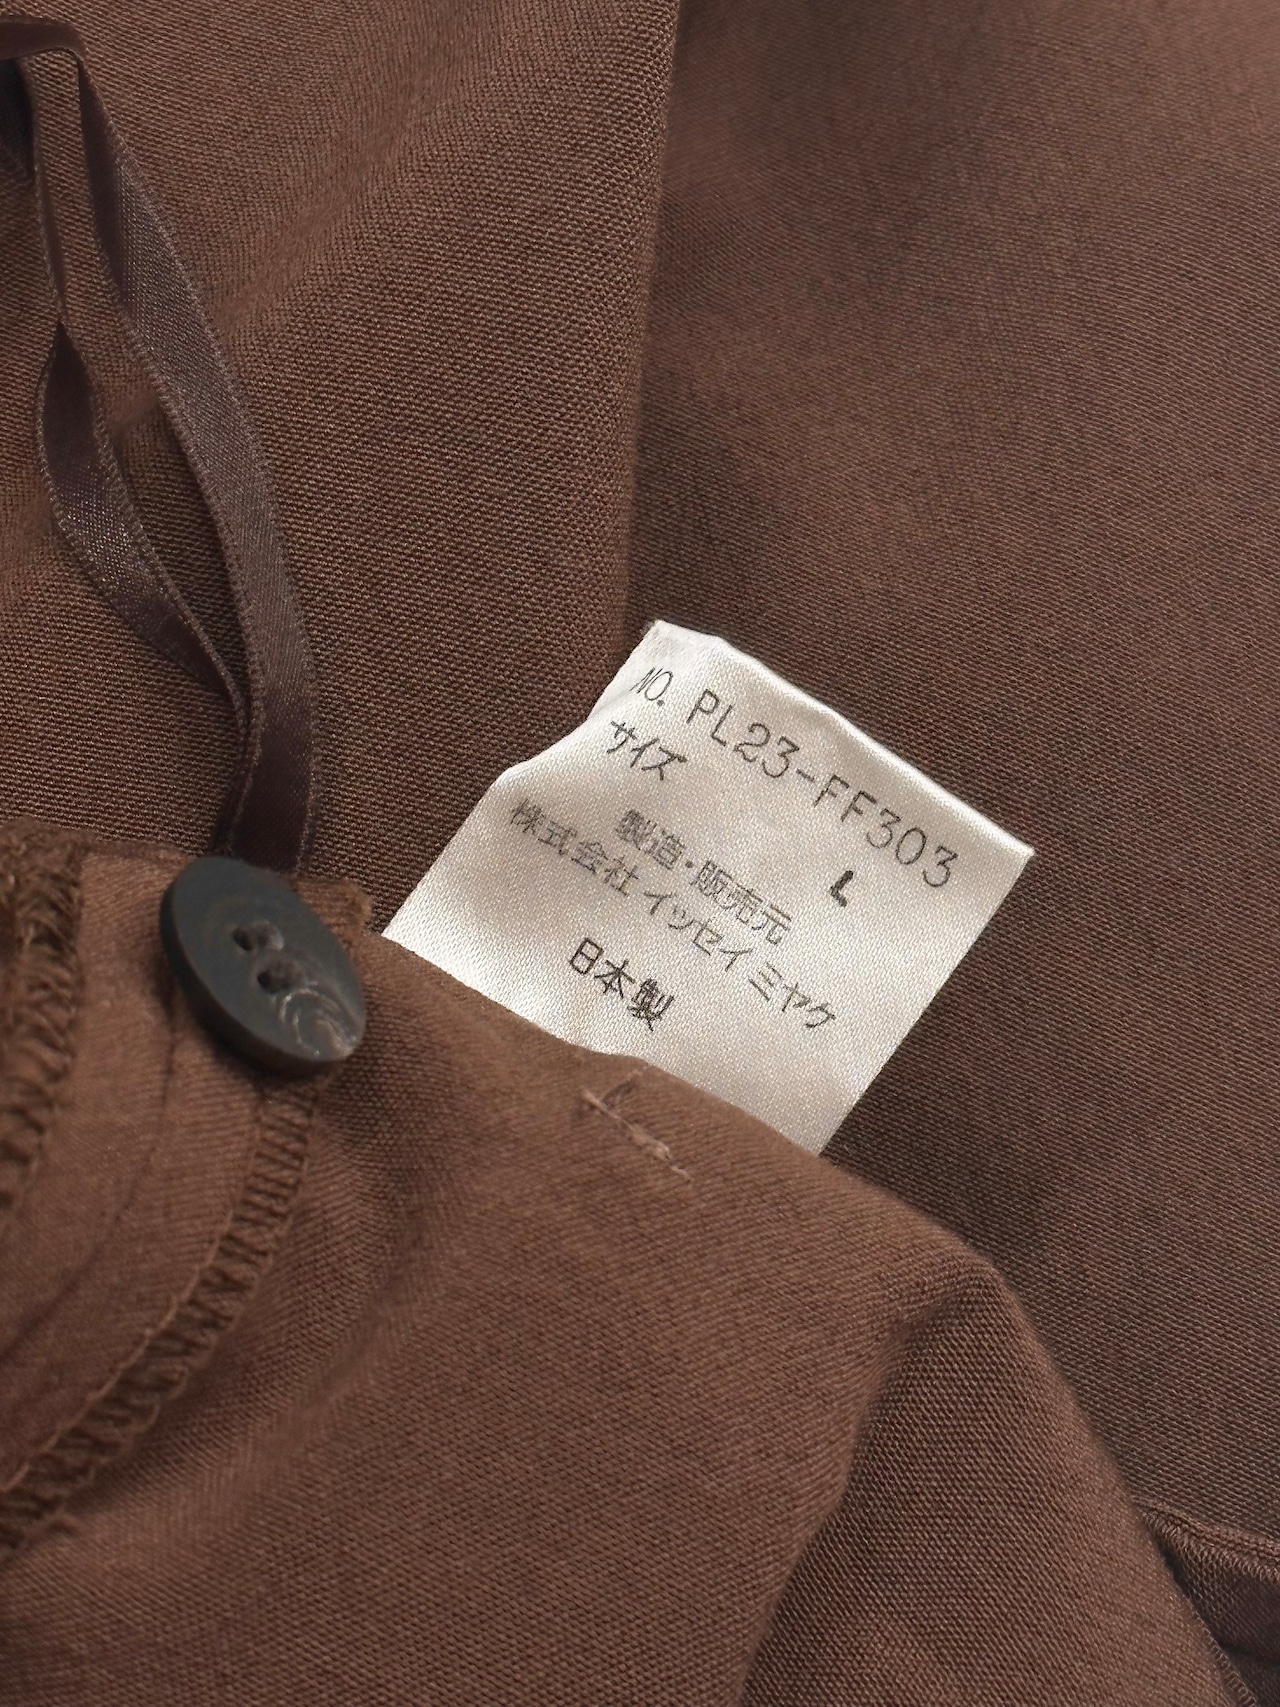 NO. PL23-FF303
サイズ L
製造・販売元
株式会社 イッセイ ミヤケ
日本製